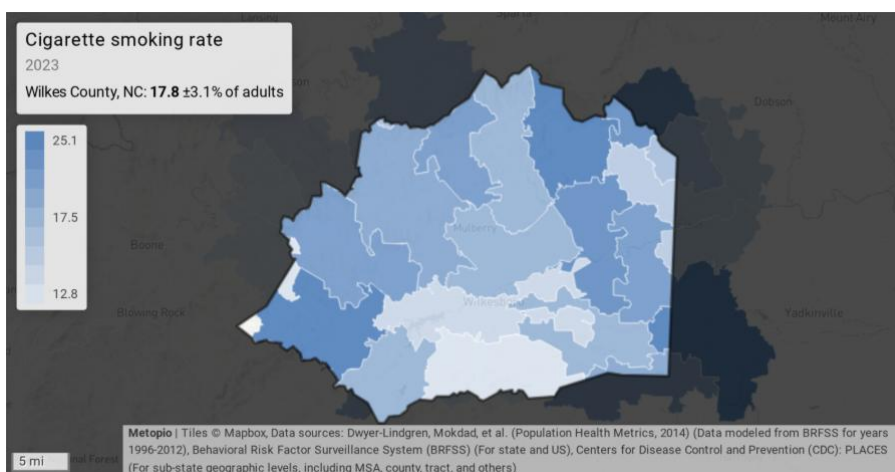 Lansing
Sparta
Mount Airy
Cigarette smoking rate
2023
Wilkes County, NC: 17.8 ±3.1% of adults
Dobson
25.1
17.5
12.8
Mulberry
Boone
Wilkesboro
Blowing Rock
Yadkinville
Metopio | Tiles © Mapbox, Data sources: Dwyer-Lindgren, Mokdad, et al. (Population Health Metrics, 2014) (Data modeled from BRFSS for years
1996-2012), Behavioral Risk Factor Surveillance System (BRFSS) (For state and US), Centers for Disease Control and Prevention (CDC): PLACES
(For sub-state geographic levels, including MSA, county, tract, and others)
5 mi
nal Forest